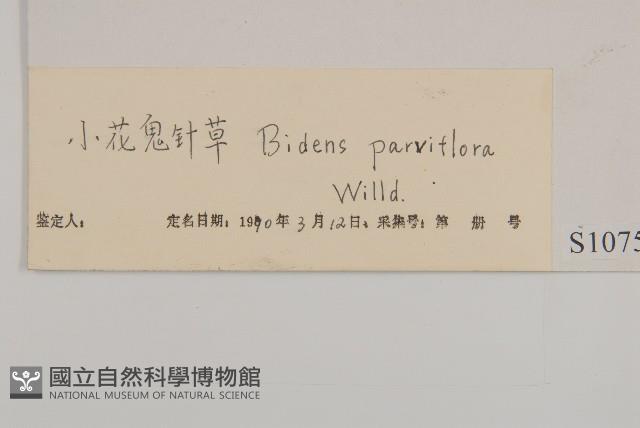 小花鬼针草 Bidens parviflora
Willd.
鉴定人： 定名日期：1990年3月12日，采集号：第 册 号
S1075
國立自然科學博物館
NATIONAL MUSEUM OF NATURAL SCIENCE